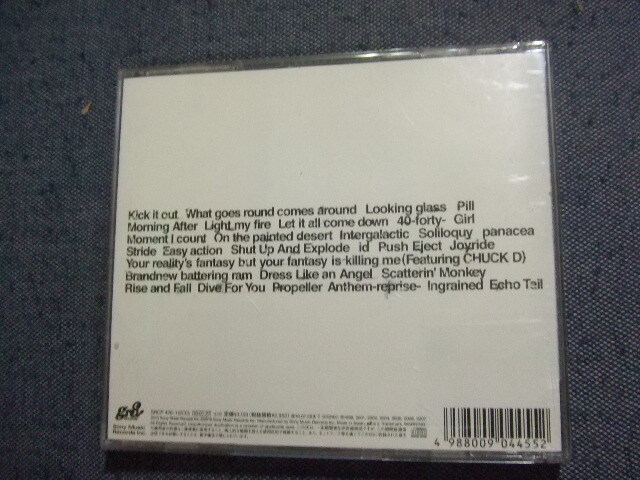 Kick it out What goes round comes around Looking glass Pill
Morning After Light my fire Let it all come down 40-forty- Girl
Moment I count On the painted desert Intergalactic Soliloquy panacea
Stride Easy action Shut Up And Explode id Push Eject Joyride
Your reality's fantasy but your fantasy is killing me (Featuring CHUCK D)
Brandnew battering ram Dress Like an Angel Scatterin' Monkey
Rise and Fall Dive For You Propeller Anthem-reprise- Ingrained Echo Tail
gr8!
Sony Music
Records Inc.
4 988009 044552